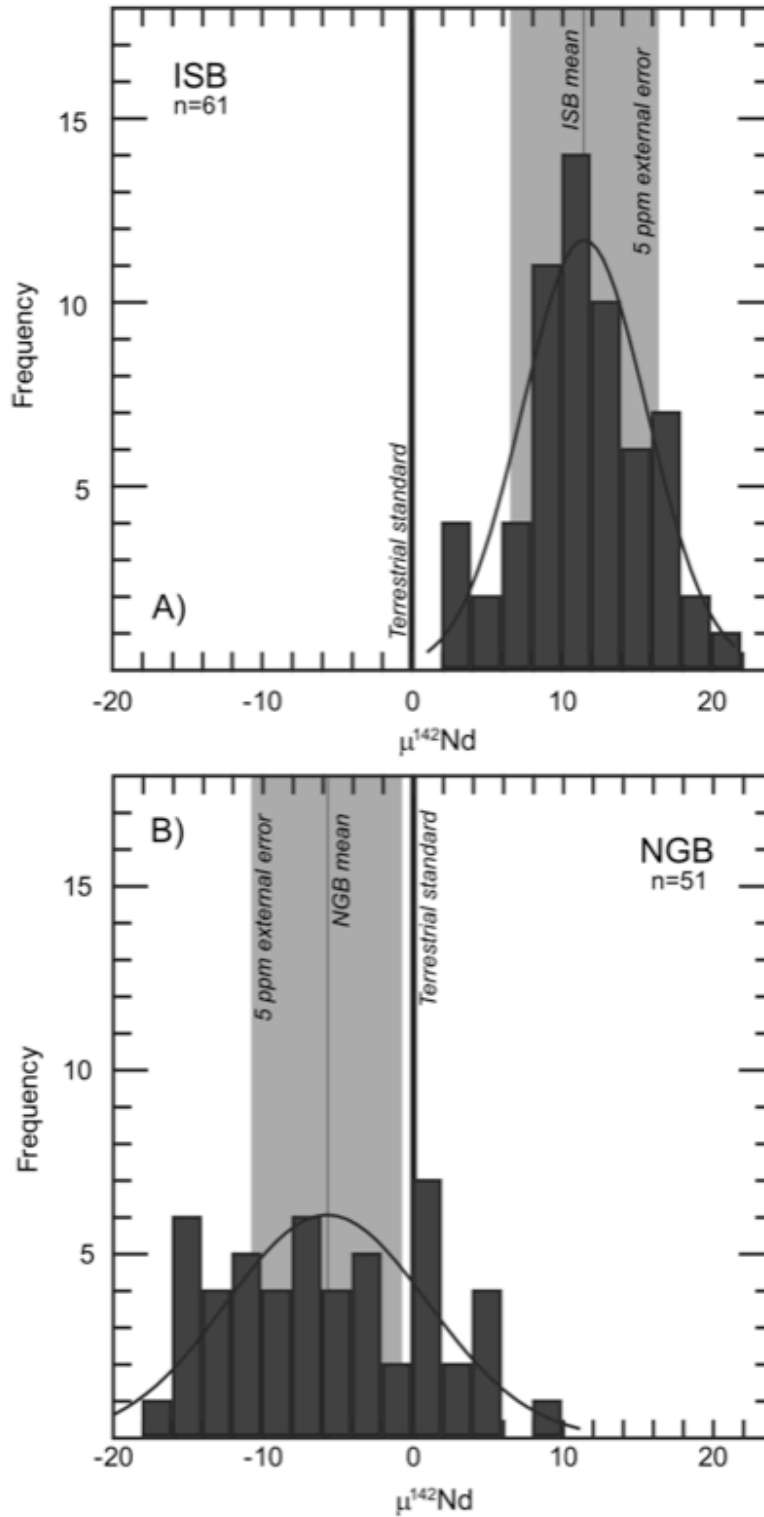 ISB
n=61
ISB mean
5 ppm external error
Terrestrial standard
15
10
5
Frequency
A)
-20 -10 0 10 20
μ¹⁴²Nd
B)
5 ppm external error
NGB mean
Terrestrial standard
NGB
n=51
15
10
5
Frequency
-20 -10 0 10 20
μ¹⁴²Nd